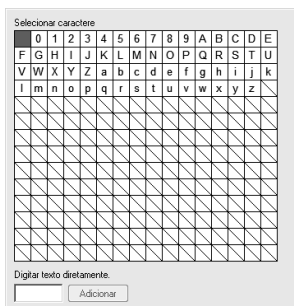 Selecionar caractere
0 1 2 3 4 5 6 7 8 9 A B C D E
F G H I J K L M N O P Q R S T U
V W X Y Z a b c d e f g h i j k
l m n o p q r s t u v w x y z
Digitar texto diretamente.
Adicionar